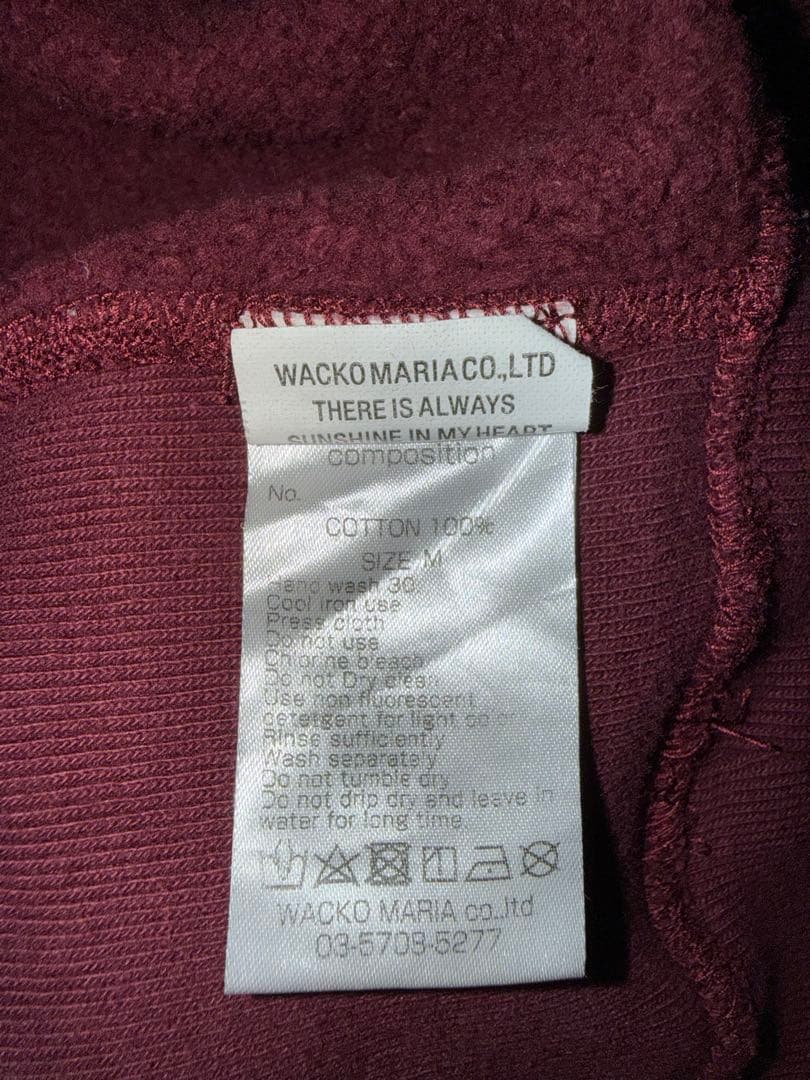 WACKO MARIA CO.,LTD
THERE IS ALWAYS
SUNSHINE IN MY HEART
composition
No.
COTTON 100%
SIZE M
Hand wash 30
Cool iron use
Press cloth
Do not use
Chlorine bleach
Do not Dry clean
Use non fluorescent
detetgent for light color
Rinse sufficiently
Wash separately
Do not tumble dry
Do not drip dry and leave in
water for long time.
WACKO MARIA co.,ltd
03-5703-5277